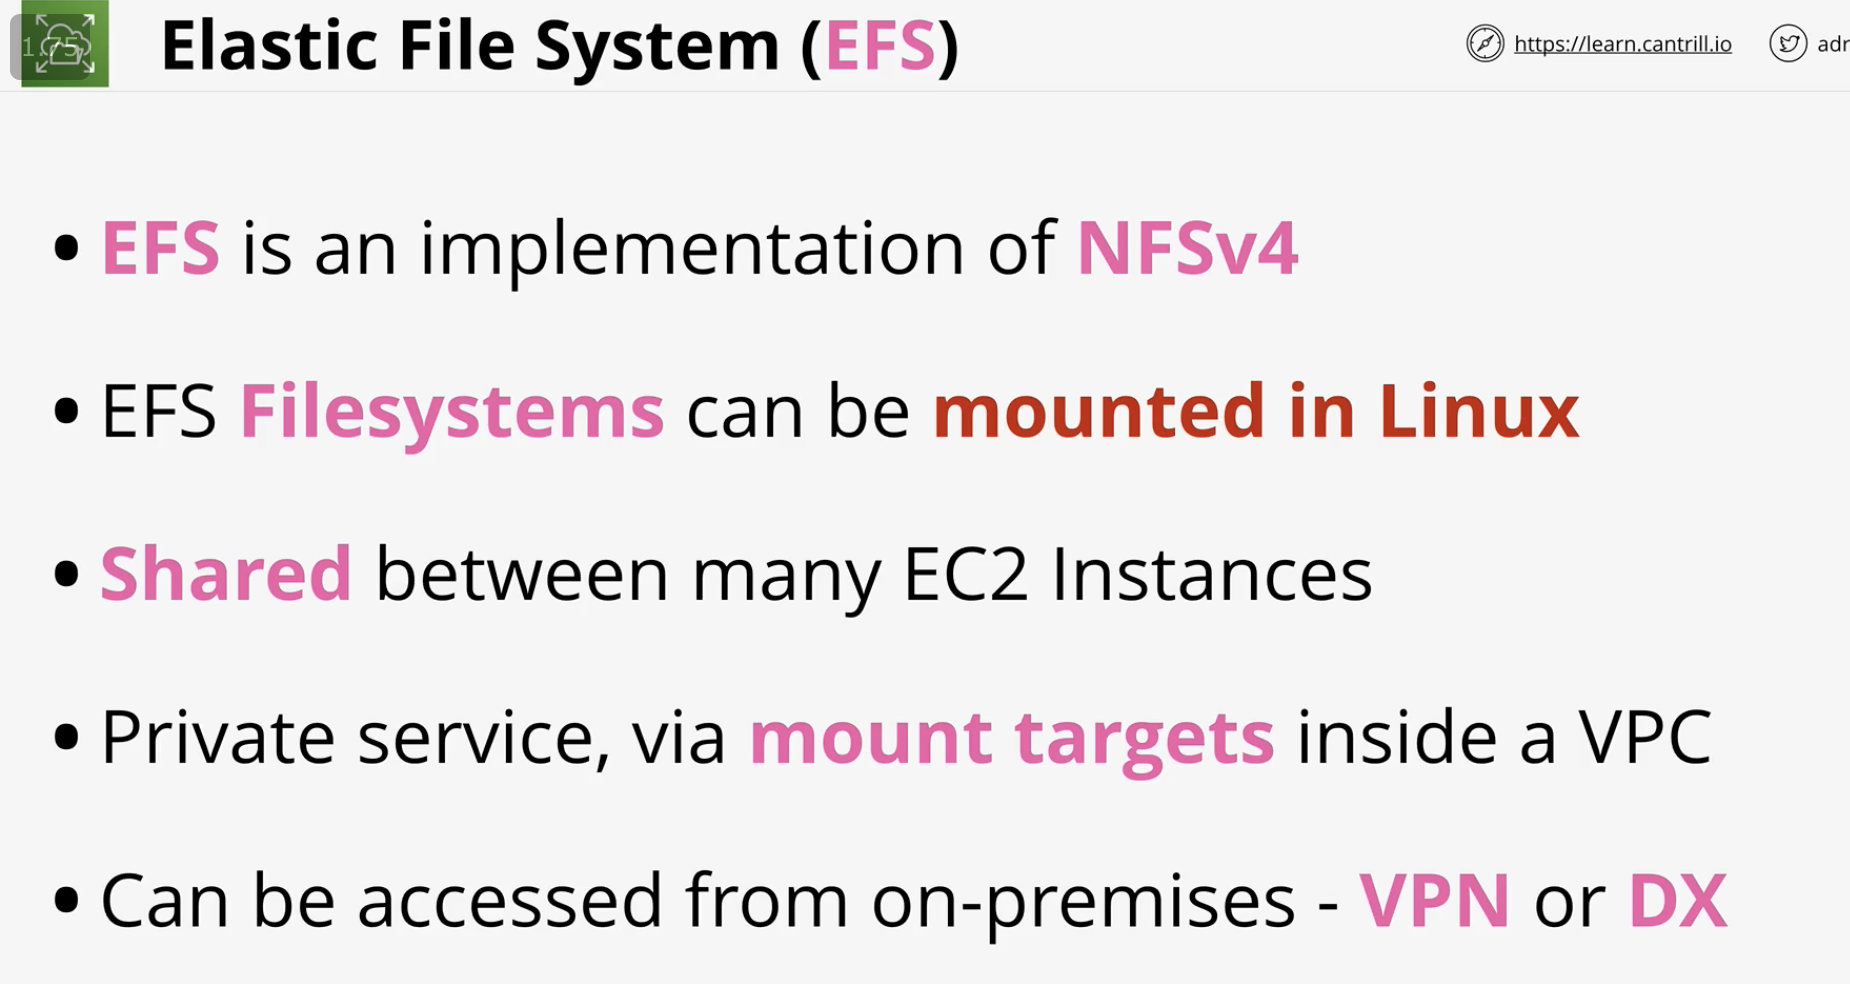 1.75
Elastic File System (EFS)
https://learn.cantrill.io
adr
• EFS is an implementation of NFSv4
• EFS Filesystems can be mounted in Linux
• Shared between many EC2 Instances
• Private service, via mount targets inside a VPC
• Can be accessed from on-premises - VPN or DX